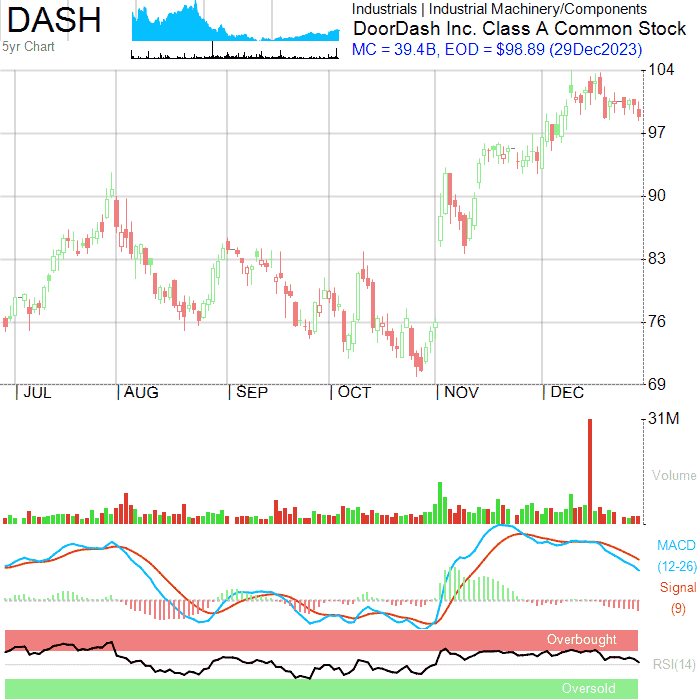 DASH
5yr Chart
Industrials | Industrial Machinery/Components
DoorDash Inc. Class A Common Stock
MC = 39.4B, EOD = $98.89 (29Dec2023)
104
97
90
83
76
69
JUL AUG SEP OCT NOV DEC
31M
Volume
MACD
(12-26)
Signal
(9)
Overbought
RSI(14)
Oversold